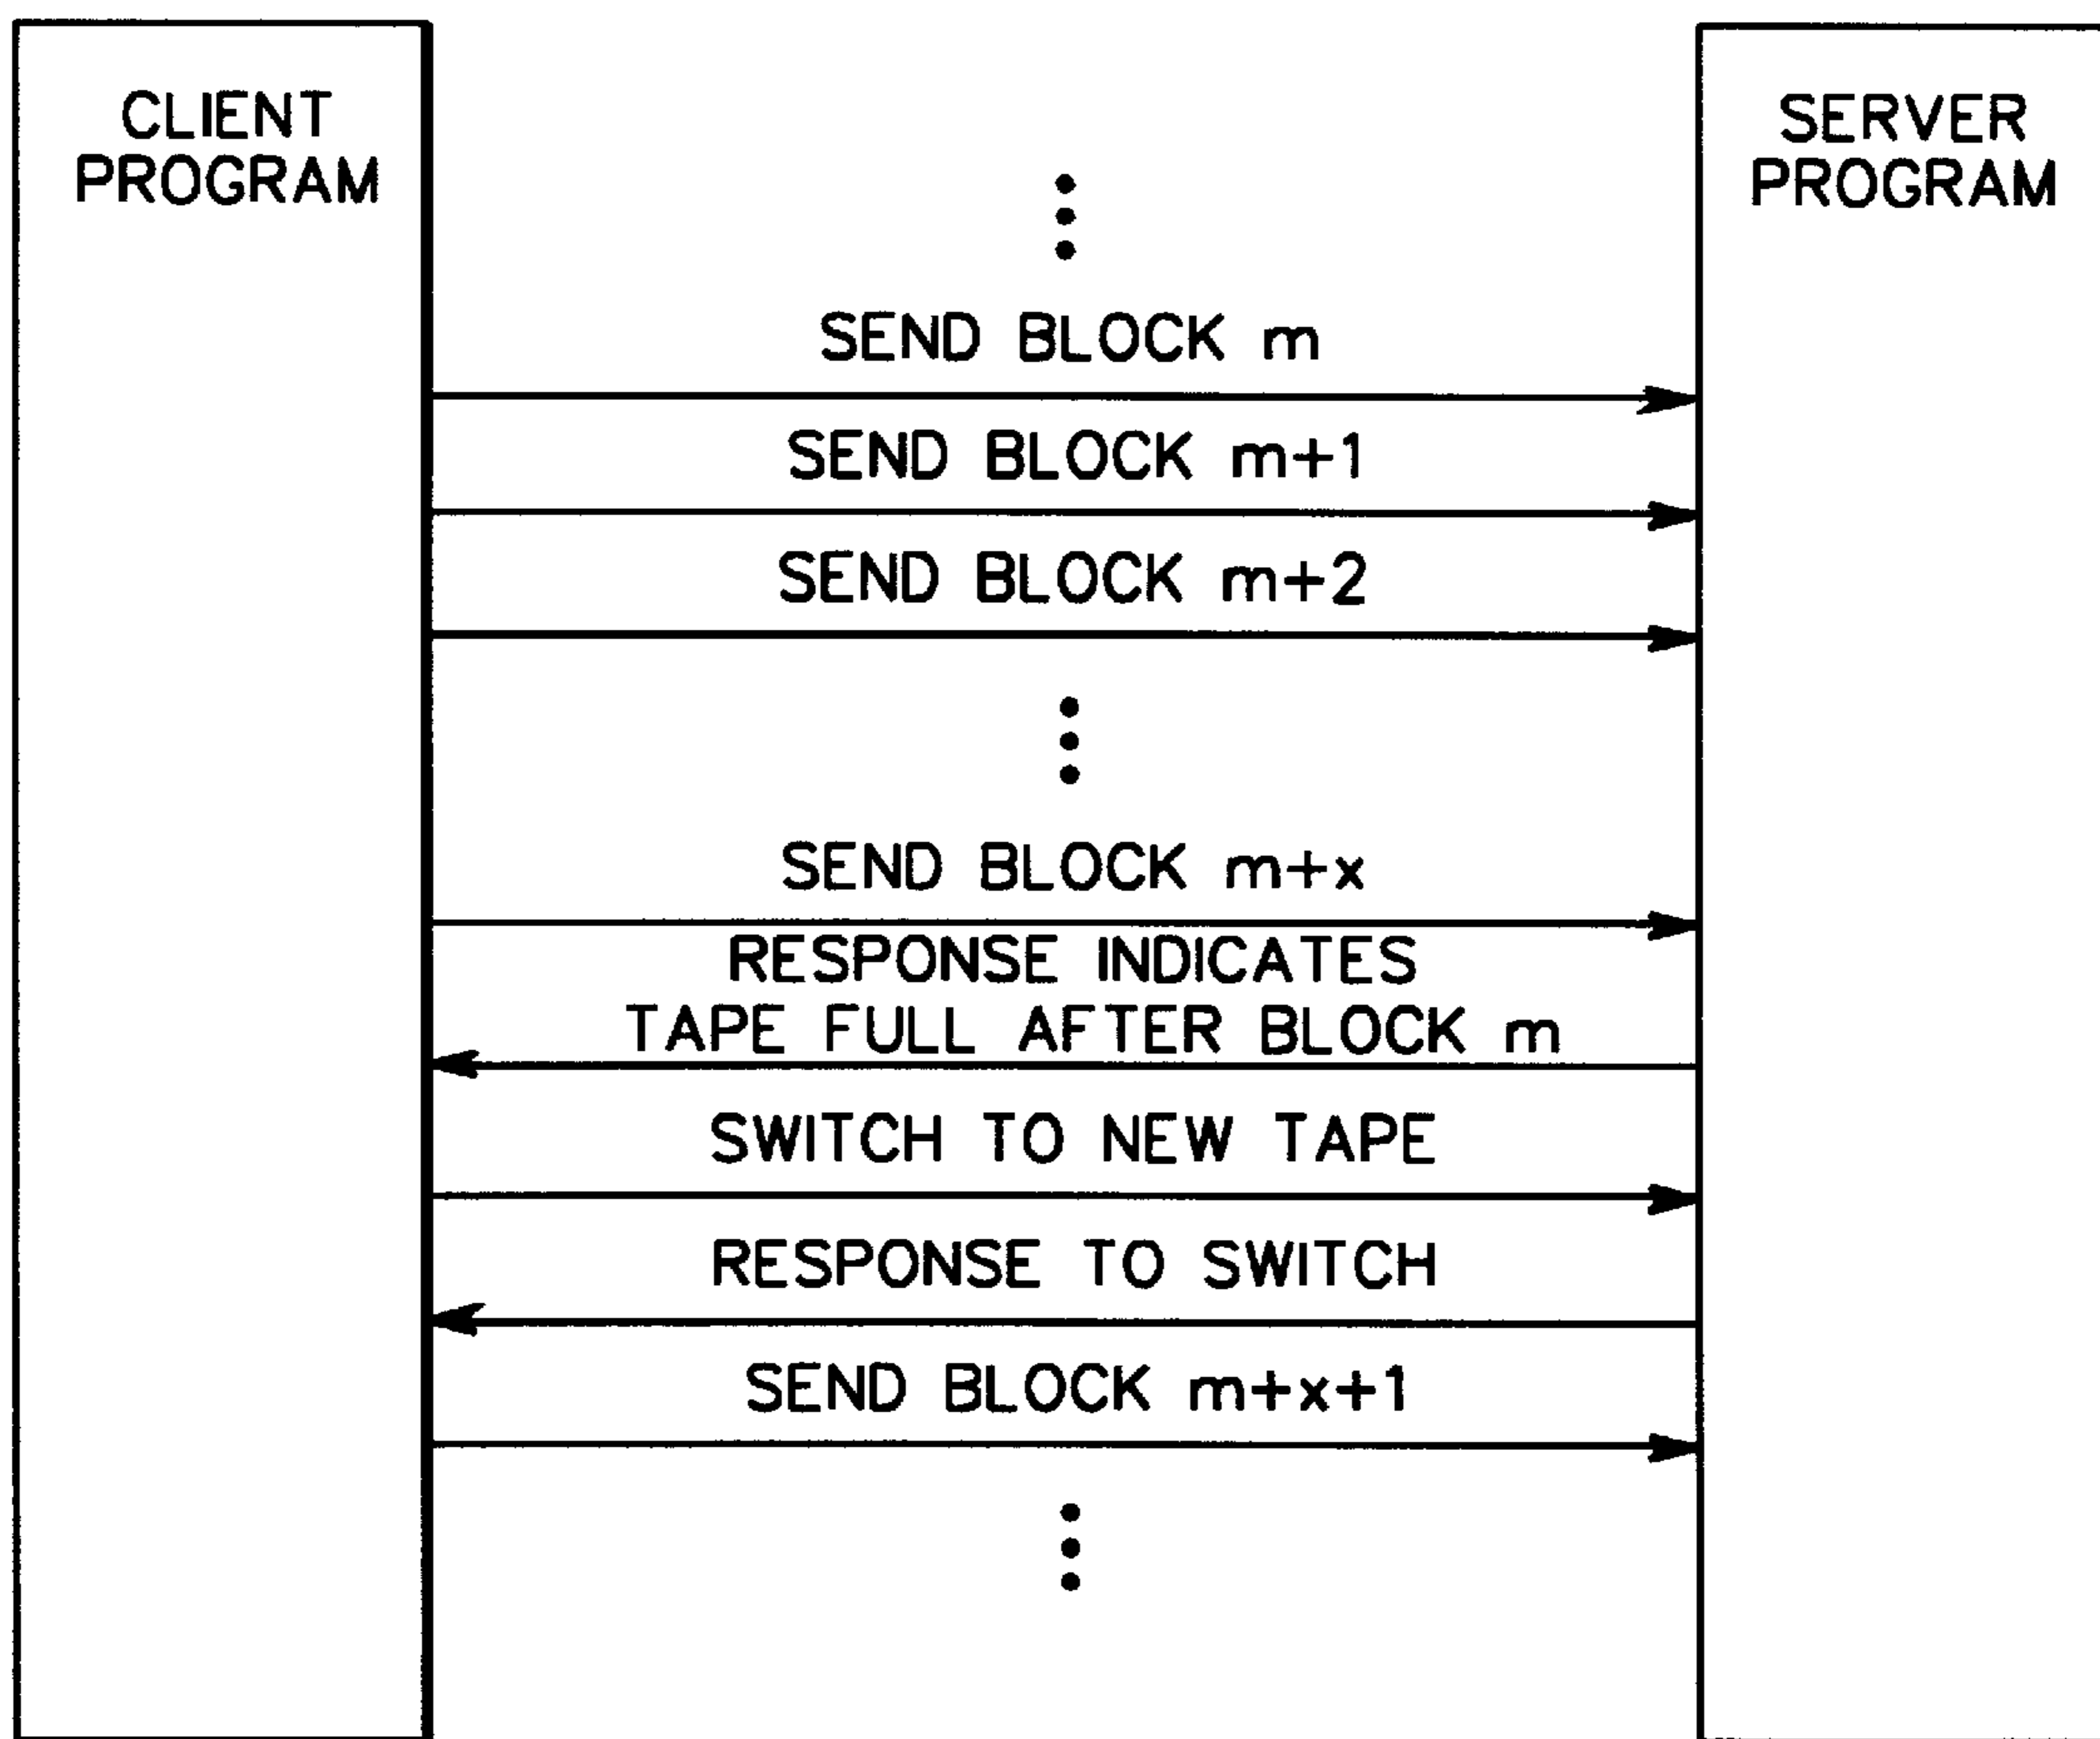 CLIENT
PROGRAM
SERVER
PROGRAM
SEND BLOCK m
SEND BLOCK m+1
SEND BLOCK m+2
SEND BLOCK m+x
RESPONSE INDICATES
TAPE FULL AFTER BLOCK m
SWITCH TO NEW TAPE
RESPONSE TO SWITCH
SEND BLOCK m+x+1